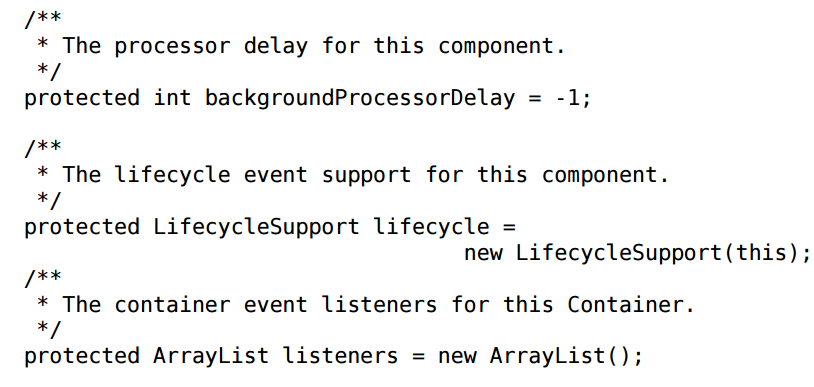 /**
 * The processor delay for this component.
 */
protected int backgroundProcessorDelay = -1;

/**
 * The lifecycle event support for this component.
 */
protected LifecycleSupport lifecycle =
                                  new LifecycleSupport(this);
/**
 * The container event listeners for this Container.
 */
protected ArrayList listeners = new ArrayList();